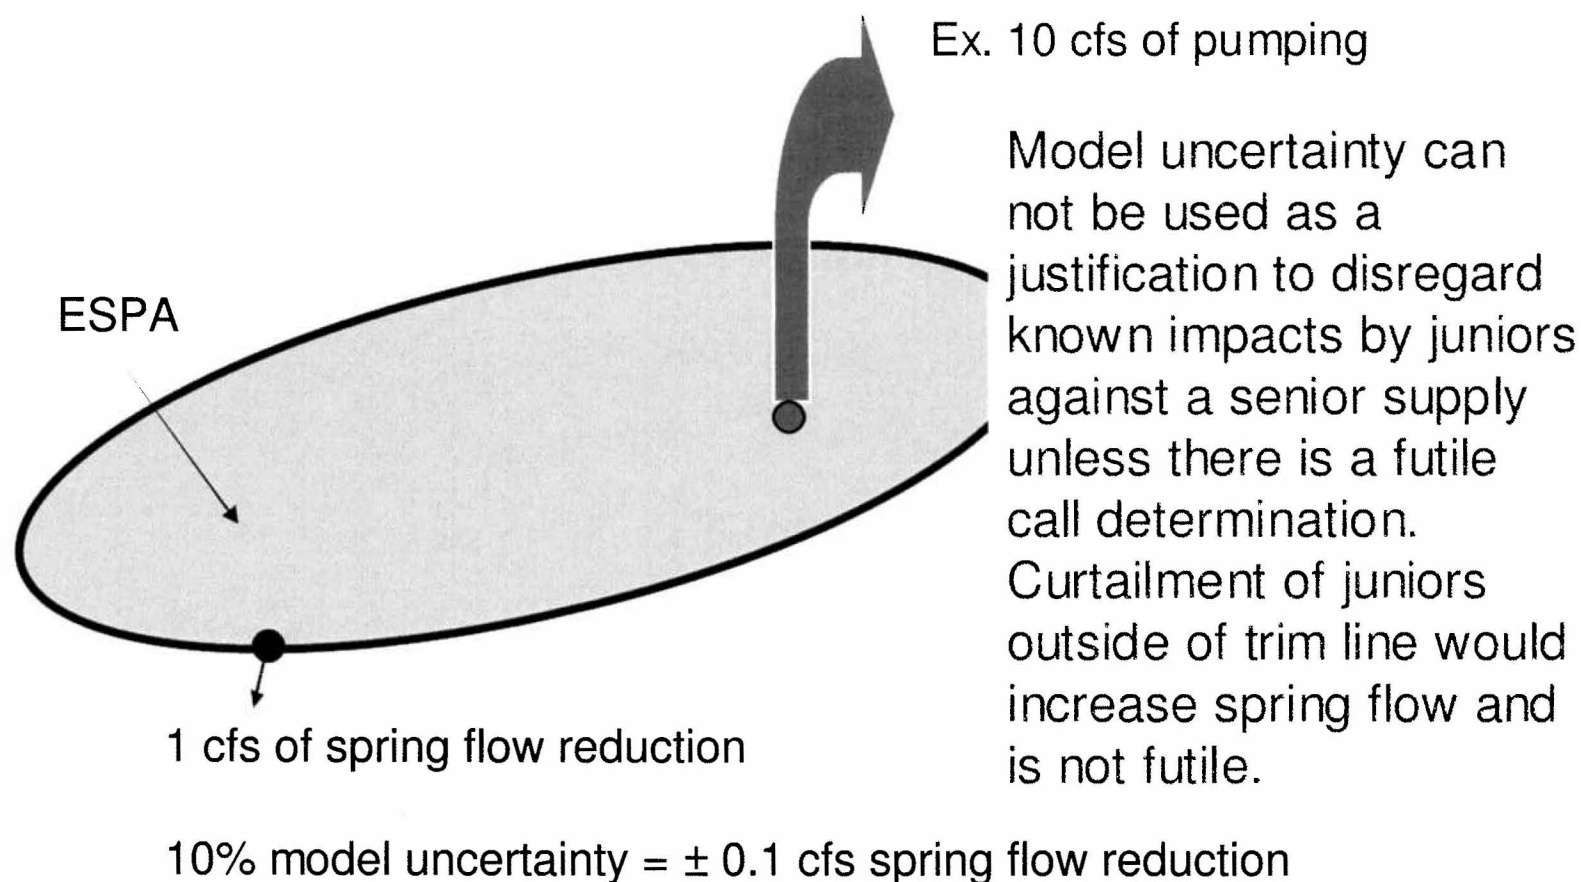 Ex. 10 cfs of pumping
Model uncertainty can
not be used as a
justification to disregard
known impacts by juniors
against a senior supply
unless there is a futile
call determination.
Curtailment of juniors
outside of trim line would
increase spring flow and
is not futile.
ESPA
1 cfs of spring flow reduction
10% model uncertainty = ± 0.1 cfs spring flow reduction